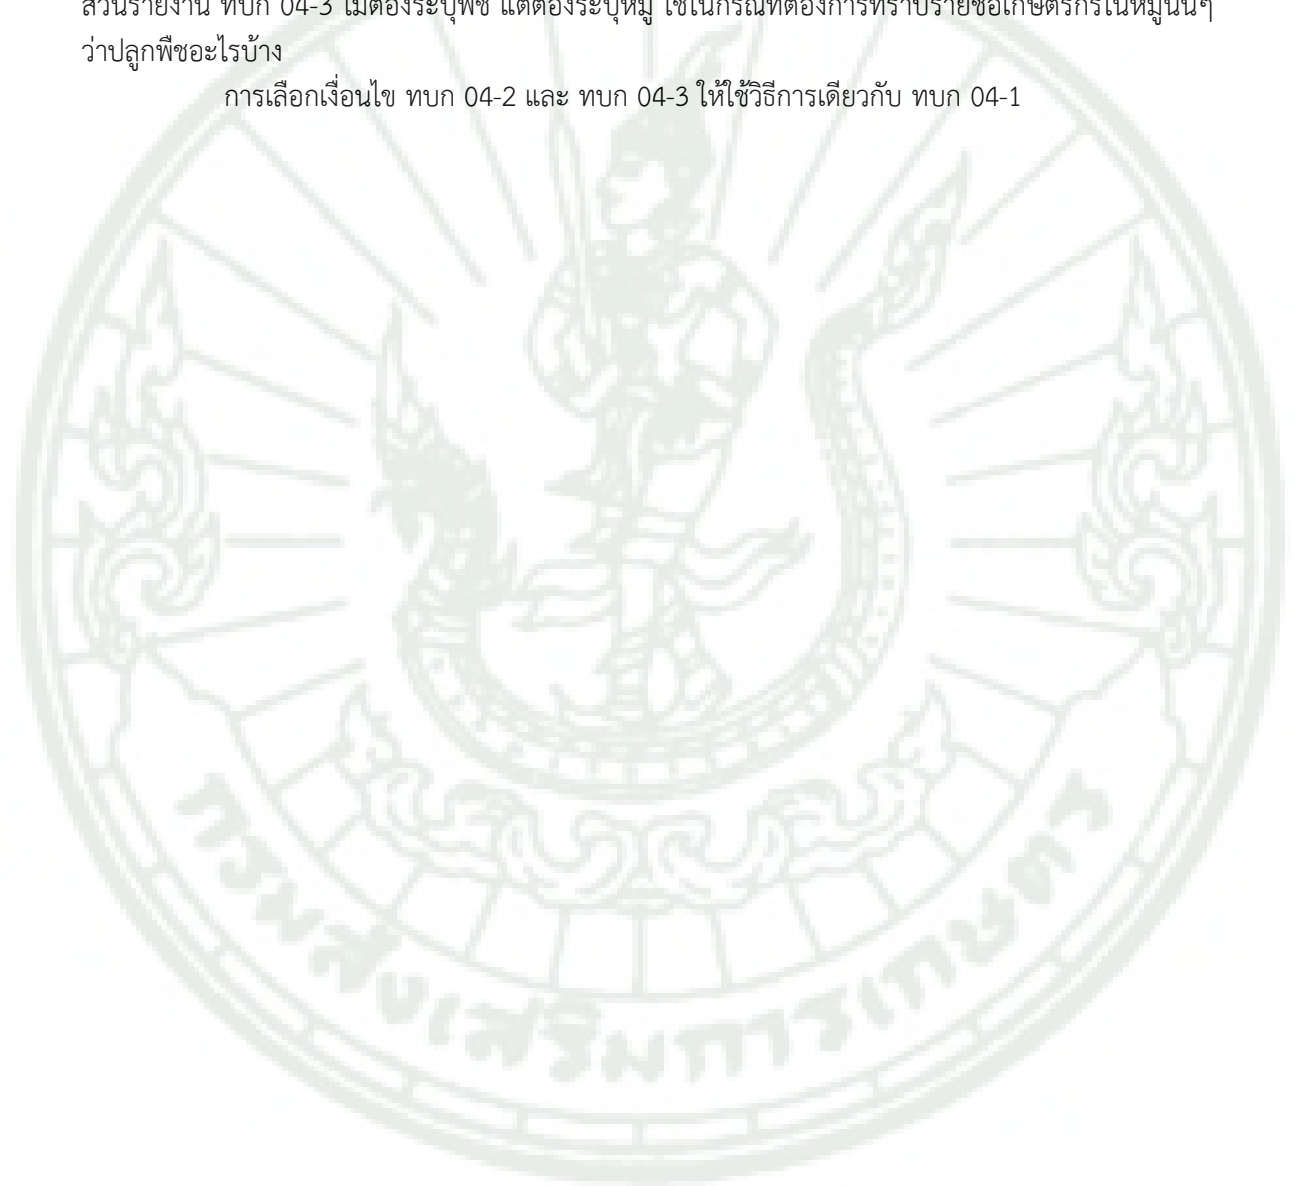 ส่วนรายงาน ทบก 04-3 ไม่ต้องระบุพืช แต่ต้องระบุหมู่ ใช้ในกรณีที่ต้องการทราบรายชื่อเกษตรกรในหมู่นั้นๆ
ว่าปลูกพืชอะไรบ้าง
การเลือกเงื่อนไข ทบก 04-2 และ ทบก 04-3 ให้ใช้วิธีการเดียวกับ ทบก 04-1
กรมส่งเสริมการเกษตร